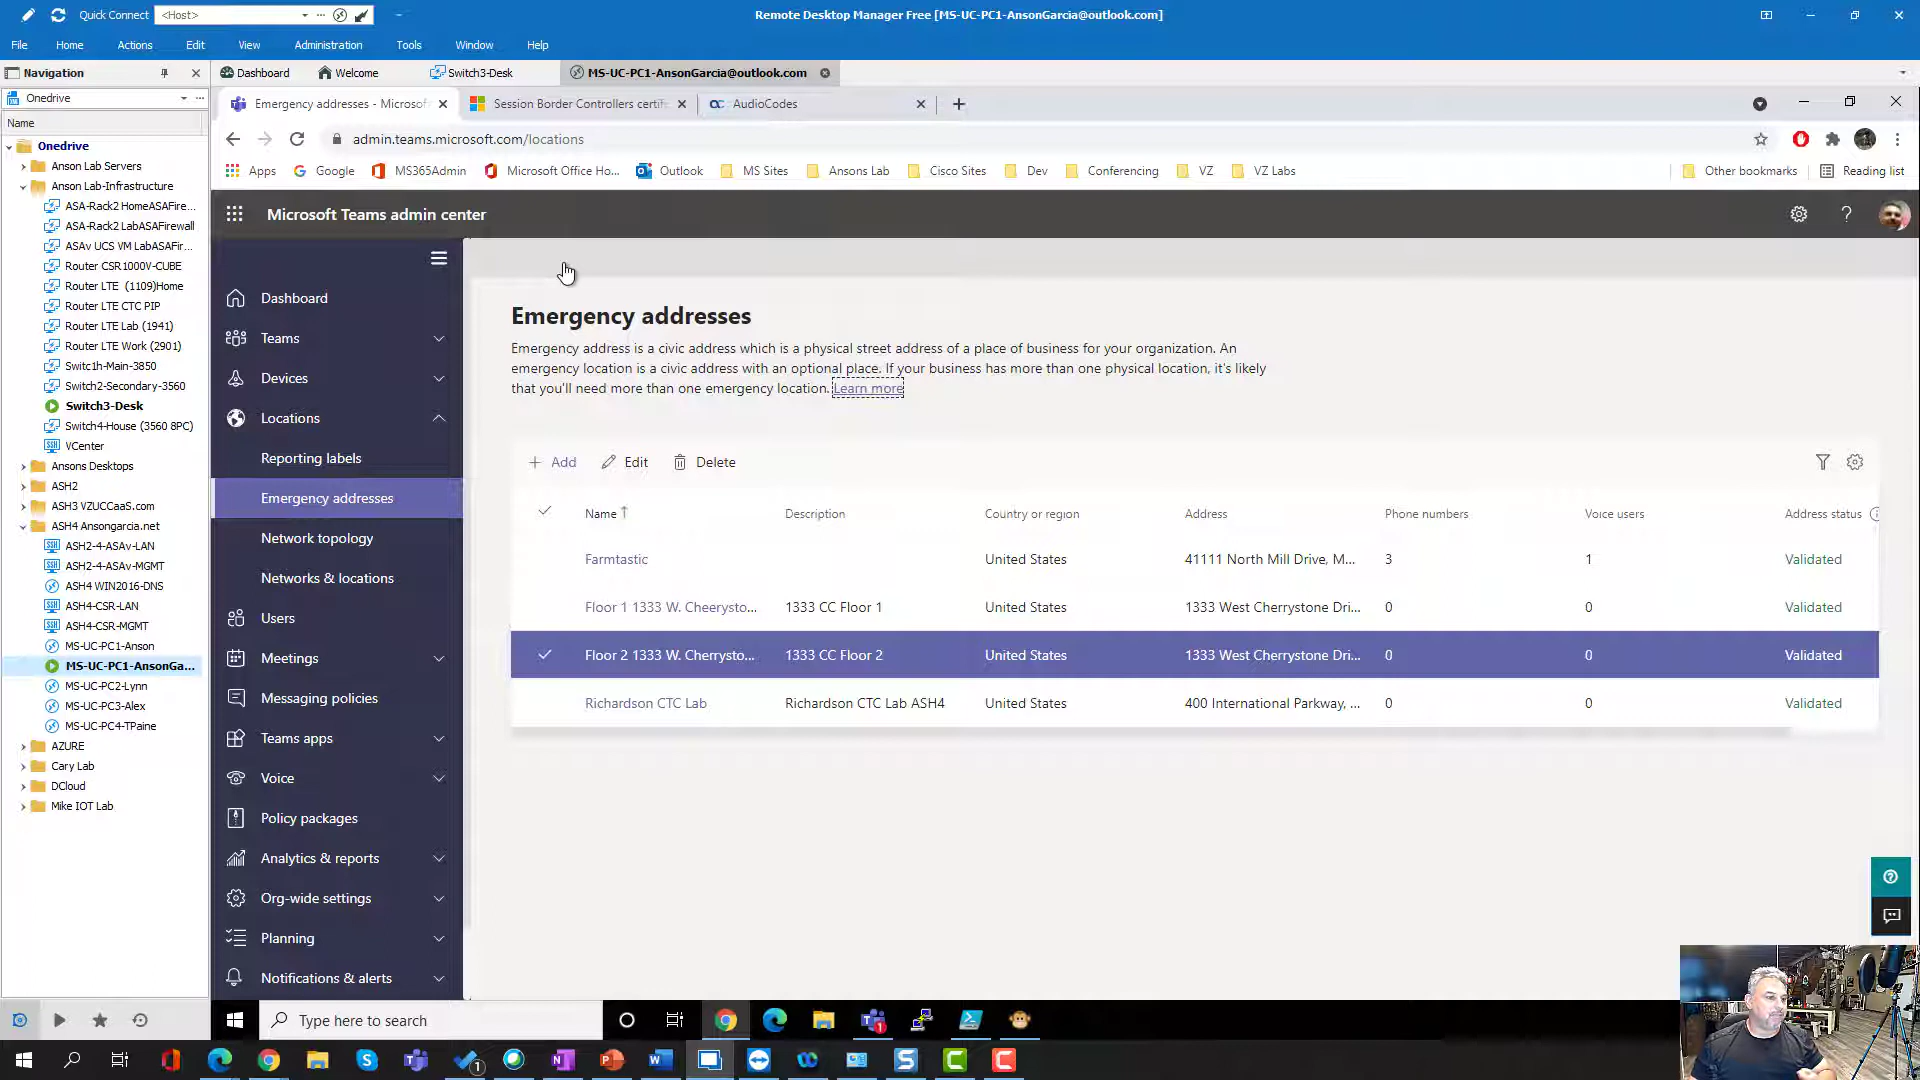 Quick Connect
<Host>
Remote Desktop Manager Free [MS-UC-PC1-AnsonGarcia@outlook.com]
File
Home
Actions
Edit
View
Administration
Tools
Window
Help
Navigation
Dashboard
Welcome
Switch3-Desk
MS-UC-PC1-AnsonGarcia@outlook.com
Onedrive
Name
Onedrive
Anson Lab Servers
Anson Lab-Infrastructure
ASA-Rack2 HomeASAFire...
ASA-Rack2 LabASAFirewall
ASAv UCS VM LabASAFir...
Router CSR1000V-CUBE
Router LTE (1109)Home
Router LTE CTC PIP
Router LTE Lab (1941)
Router LTE Work (2901)
Switc1h-Main-3850
Switch2-Secondary-3560
Switch3-Desk
Switch4-House (3560 8PC)
VCenter
Ansons Desktops
ASH2
ASH3 VZUCCaaS.com
ASH4 Ansongarcia.net
ASH2-4-ASAv-LAN
ASH2-4-ASAv-MGMT
ASH4 WIN2016-DNS
ASH4-CSR-LAN
ASH4-CSR-MGMT
MS-UC-PC1-Anson
MS-UC-PC1-AnsonGa...
MS-UC-PC2-Lynn
MS-UC-PC3-Alex
MS-UC-PC4-TPaine
AZURE
Cary Lab
DCloud
Mike IOT Lab
Emergency addresses - Microsof
Session Border Controllers certif
AudioCodes
admin.teams.microsoft.com/locations
Apps
Google
MS365Admin
Microsoft Office Ho...
Outlook
MS Sites
Ansons Lab
Cisco Sites
Dev
Conferencing
VZ
VZ Labs
Other bookmarks
Reading list
Microsoft Teams admin center
Dashboard
Teams
Devices
Locations
Reporting labels
Emergency addresses
Network topology
Networks & locations
Users
Meetings
Messaging policies
Teams apps
Voice
Policy packages
Analytics & reports
Org-wide settings
Planning
Notifications & alerts
Emergency addresses
Emergency address is a civic address which is a physical street address of a place of business for your organization. An
emergency location is a civic address with an optional place. If your business has more than one physical location, it's likely
that you'll need more than one emergency location. Learn more
Add
Edit
Delete
Name Description Country or region Address Phone numbers Voice users Address status
Farmtastic United States 41111 North Mill Drive, M... 3 1 Validated
Floor 1 1333 W. Cheerysto... 1333 CC Floor 1 United States 1333 West Cherrystone Dri... 0 0 Validated
Floor 2 1333 W. Cherrysto... 1333 CC Floor 2 United States 1333 West Cherrystone Dri... 0 0 Validated
Richardson CTC Lab Richardson CTC Lab ASH4 United States 400 International Parkway, ... 0 0 Validated
Type here to search